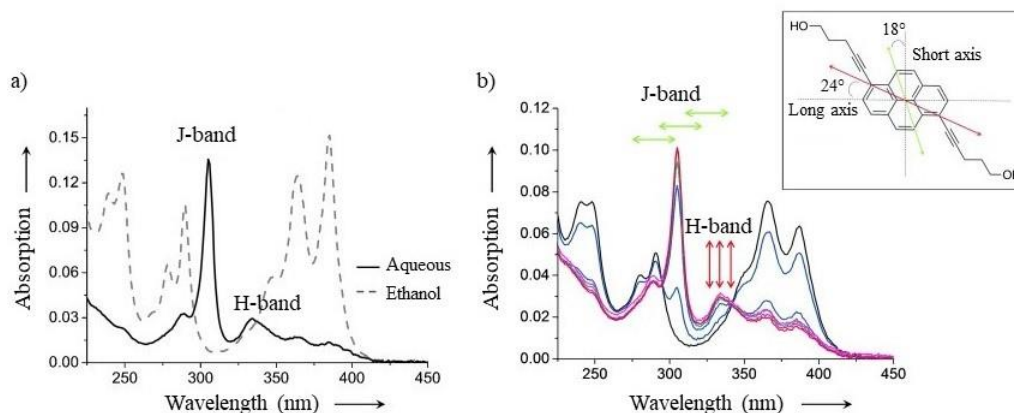 a)
Absorption
0.15
0.12
0.09
0.06
0.03
0.00
J-band
H-band
Aqueous
Ethanol
250 300 350 400 450
Wavelength (nm)
b)
Absorption
0.12
0.10
0.08
0.06
0.04
0.02
0.00
J-band
H-band
250 300 350 400 450
Wavelength (nm)
HO
18°
Short axis
24°
Long axis
OH